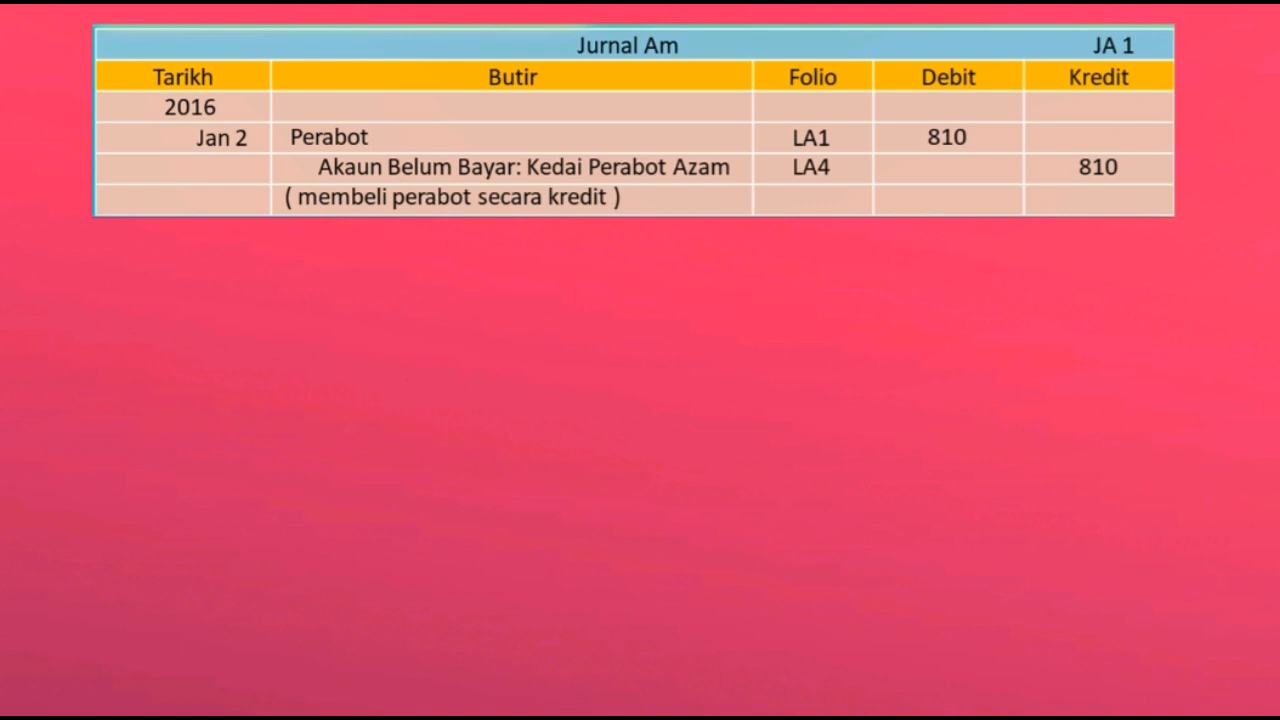 Jurnal Am JA 1
Tarikh Butir Folio Debit Kredit
2016
Jan 2 Perabot LA1 810
Akaun Belum Bayar: Kedai Perabot Azam LA4 810
( membeli perabot secara kredit )